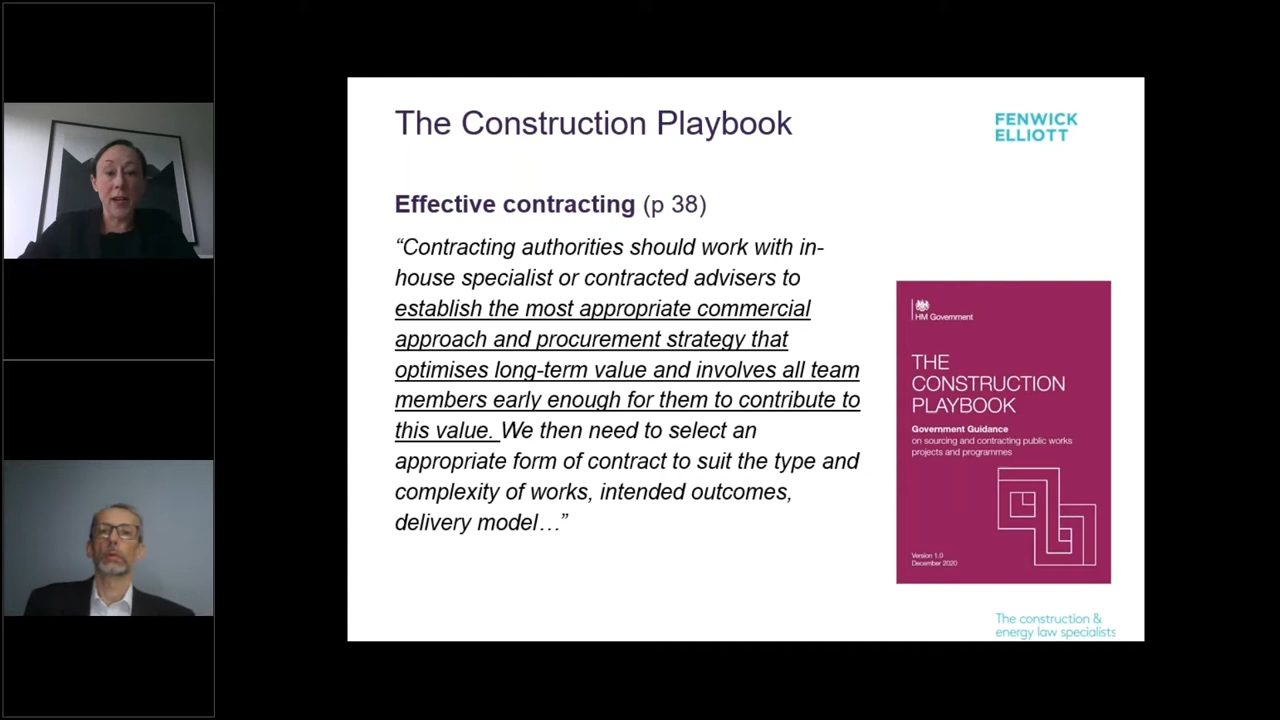 The Construction Playbook
FENWICK
ELLIOTT
Effective contracting (p 38)
“Contracting authorities should work with in-
house specialist or contracted advisers to
establish the most appropriate commercial
approach and procurement strategy that
optimises long-term value and involves all team
members early enough for them to contribute to
this value. We then need to select an
appropriate form of contract to suit the type and
complexity of works, intended outcomes,
delivery model…”
HM Government
THE
CONSTRUCTION
PLAYBOOK
Government Guidance
on sourcing and contracting public works
projects and programmes
Version 1.0
December 2020
The construction &
energy law specialists